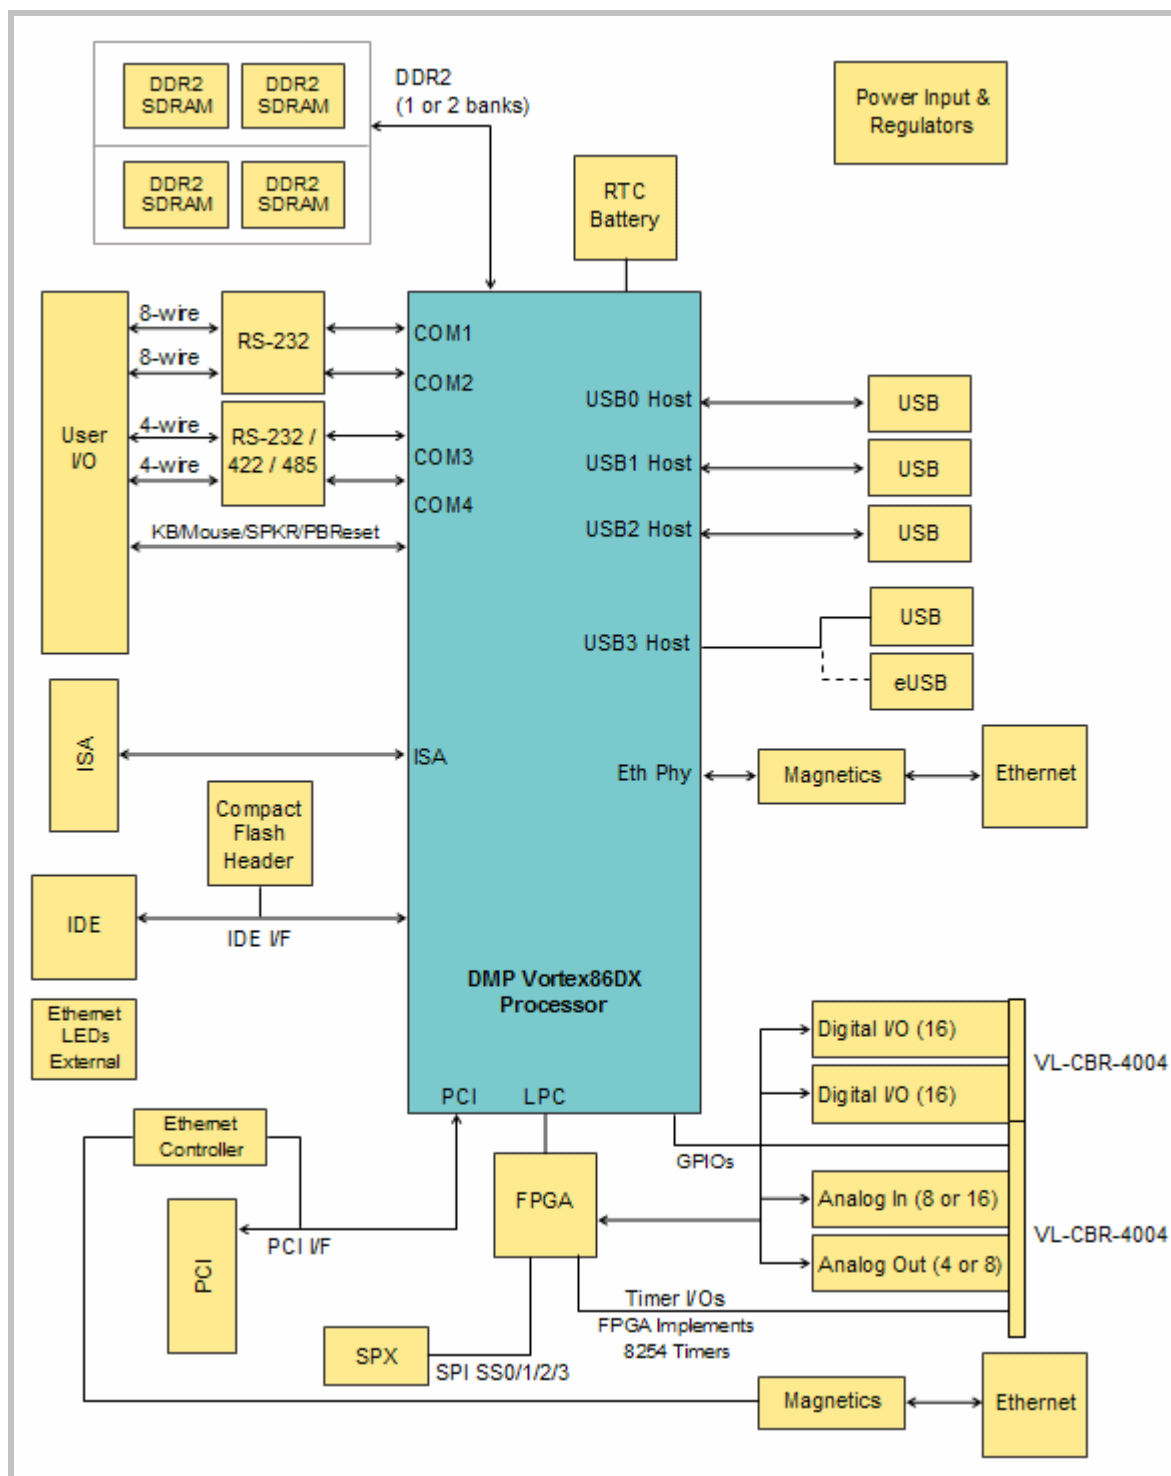 DDR2
SDRAM
DDR2
SDRAM
DDR2
SDRAM
DDR2
SDRAM
DDR2
(1 or 2 banks)
Power Input &
Regulators
RTC
Battery
User
I/O
8-wire
8-wire
4-wire
4-wire
RS-232
RS-232 /
422 / 485
KB/Mouse/SPKR/PBReset
COM1
COM2
COM3
COM4
USB0 Host
USB1 Host
USB2 Host
USB3 Host
USB
USB
USB
USB
eUSB
ISA
ISA
Eth Phy
Magnetics
Ethernet
Compact
Flash
Header
IDE
IDE I/F
DMP Vortex86DX
Processor
Ethernet
LEDs
External
PCI
LPC
Ethernet
Controller
PCI
PCI I/F
FPGA
GPIOs
Digital I/O (16)
Digital I/O (16)
VL-CBR-4004
Analog In (8 or 16)
Analog Out (4 or 8)
VL-CBR-4004
Timer I/Os
FPGA Implements
8254 Timers
SPX
SPI SS0/1/2/3
Magnetics
Ethernet